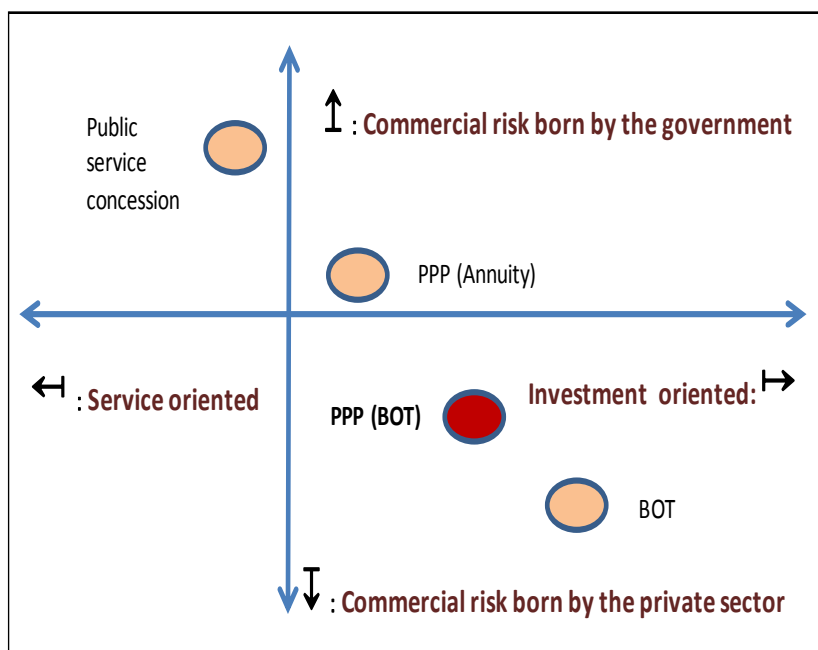 Public
service
concession
: Commercial risk born by the government
PPP (Annuity)
: Service oriented
PPP (BOT)
Investment oriented:
BOT
: Commercial risk born by the private sector